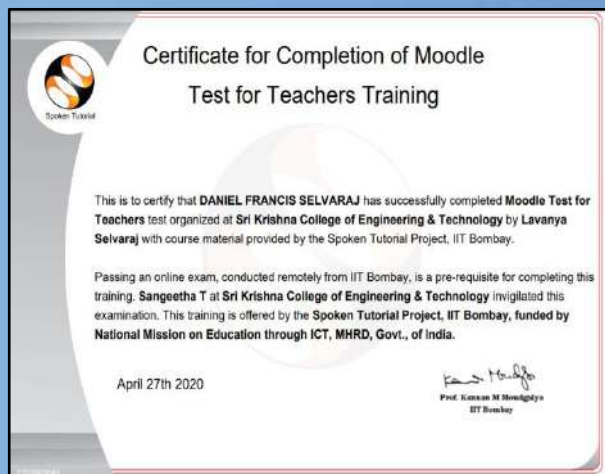 Certificate for Completion of Moodle
Test for Teachers Training
Spoken Tutorial
This is to certify that DANIEL FRANCIS SELVARAJ has successfully completed Moodle Test for
Teachers test organized at Sri Krishna College of Engineering & Technology by Lavanya
Selvaraj with course material provided by the Spoken Tutorial Project, IIT Bombay.
Passing an online exam, conducted remotely from IIT Bombay, is a pre-requisite for completing this
training. Sangeetha T at Sri Krishna College of Engineering & Technology invigilated this
examination. This training is offered by the Spoken Tutorial Project, IIT Bombay, funded by
National Mission on Education through ICT, MHRD, Govt., of India.
April 27th 2020
Prof. Kannan M Moudgalya
IIT Bombay